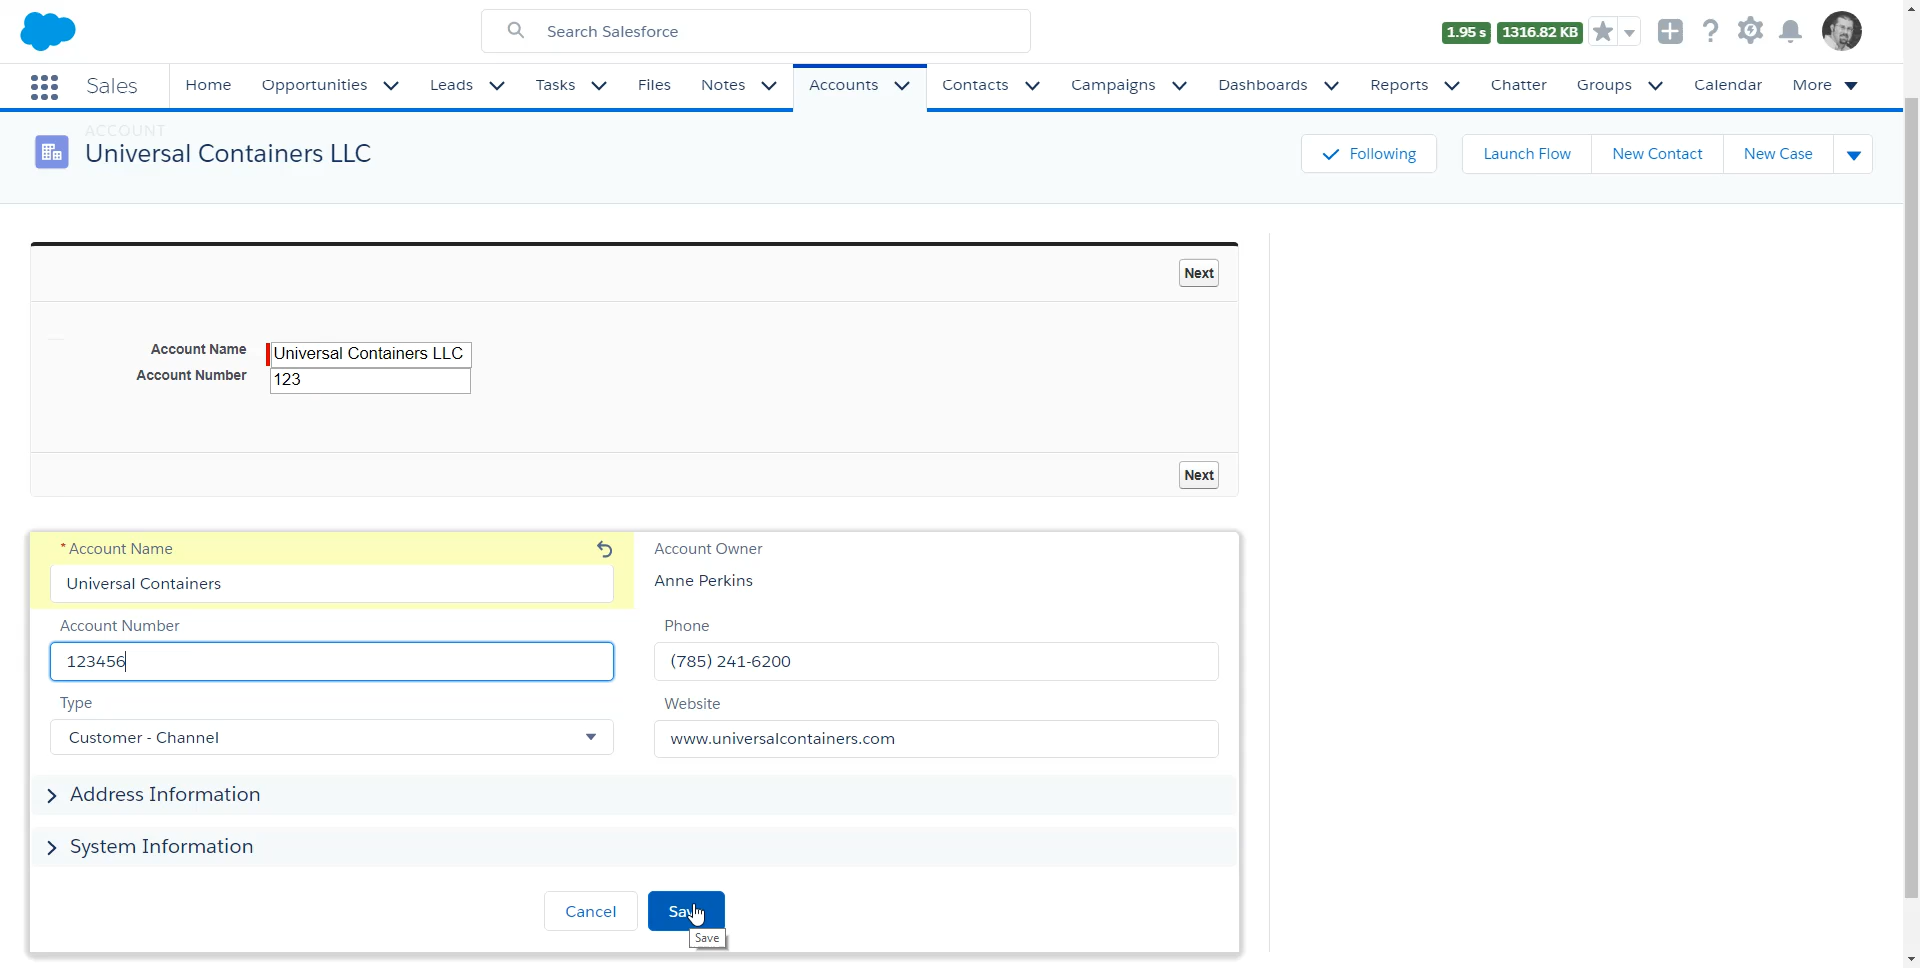 Search Salesforce
1.95 s 1316.82 KB
Sales Home Opportunities Leads Tasks Files Notes Accounts Contacts Campaigns Dashboards Reports Chatter Groups Calendar More
ACCOUNT
Universal Containers LLC
Following Launch Flow New Contact New Case
Next
Account Name Universal Containers LLC
Account Number 123
Next
* Account Name Account Owner
Universal Containers Anne Perkins
Account Number Phone
123456 (785) 241-6200
Type Website
Customer - Channel www.universalcontainers.com
Address Information
System Information
Cancel Save
Save